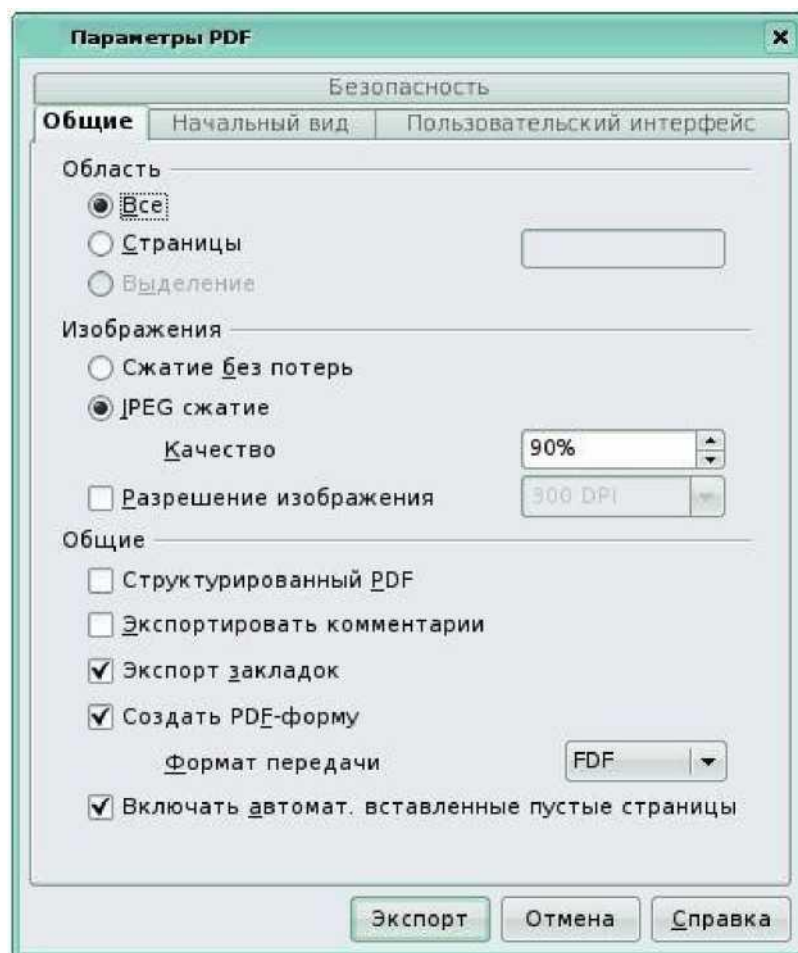 Параметры PDF
Безопасность
Общие Начальный вид Пользовательский интерфейс
Область
Все
Страницы
Выделение
Изображения
Сжатие без потерь
JPEG сжатие
Качество 90%
Разрешение изображения 300 DPI
Общие
Структурированный PDF
Экспортировать комментарии
Экспорт закладок
Создать PDF-форму
Формат передачи FDF
Включать автомат. вставленные пустые страницы
Экспорт Отмена Справка